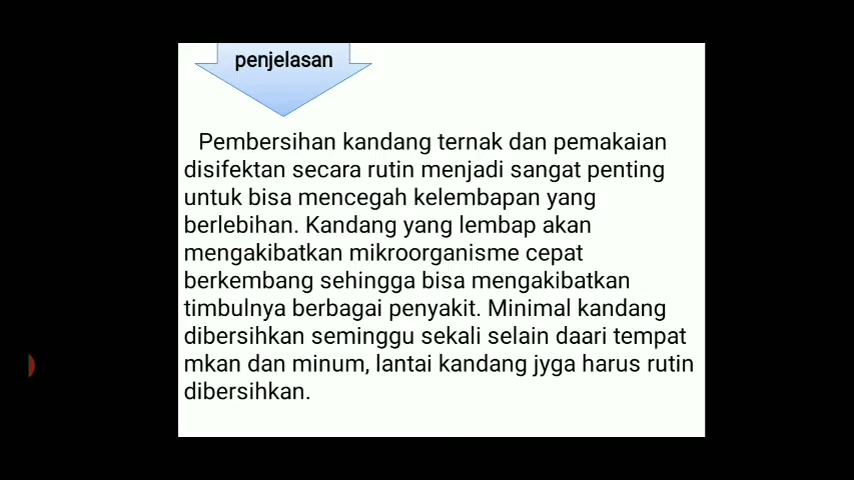 penjelasan
Pembersihan kandang ternak dan pemakaian
disifektan secara rutin menjadi sangat penting
untuk bisa mencegah kelembapan yang
berlebihan. Kandang yang lembap akan
mengakibatkan mikroorganisme cepat
berkembang sehingga bisa mengakibatkan
timbulnya berbagai penyakit. Minimal kandang
dibersihkan seminggu sekali selain daari tempat
mkan dan minum, lantai kandang jyga harus rutin
dibersihkan.